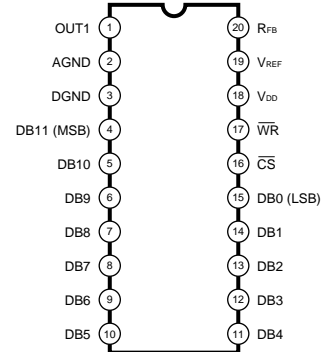 OUT1 1 20 RFB
AGND 2 19 VREF
DGND 3 18 VDD
DB11 (MSB) 4 17 W̅R̅
DB10 5 16 C̅S̅
DB9 6 15 DB0 (LSB)
DB8 7 14 DB1
DB7 8 13 DB2
DB6 9 12 DB3
DB5 10 11 DB4